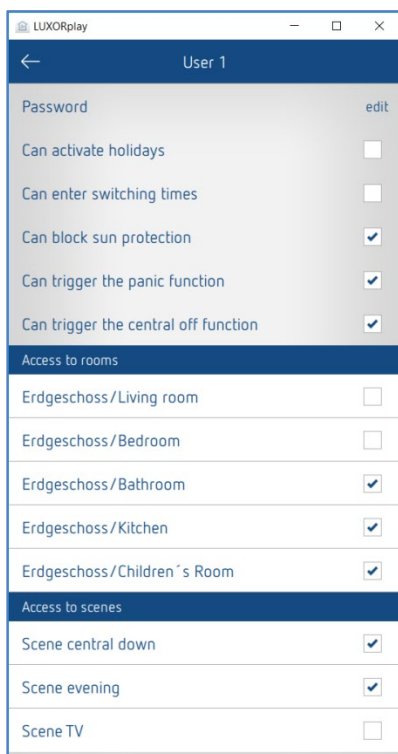 LUXORplay
User 1
Password edit
Can activate holidays
Can enter switching times
Can block sun protection
Can trigger the panic function
Can trigger the central off function
Access to rooms
Erdgeschoss/Living room
Erdgeschoss/Bedroom
Erdgeschoss/Bathroom
Erdgeschoss/Kitchen
Erdgeschoss/Children´s Room
Access to scenes
Scene central down
Scene evening
Scene TV